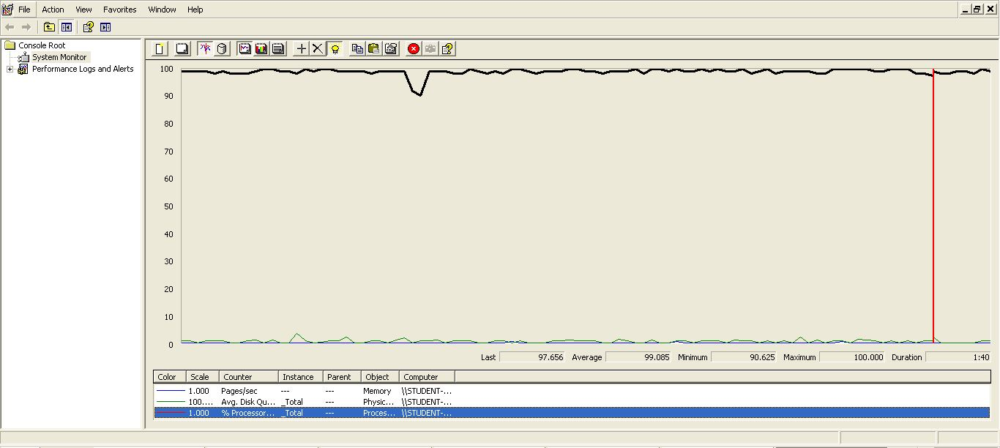 File Action View Favorites Window Help
Console Root
System Monitor
Performance Logs and Alerts
100
90
80
70
60
50
40
30
20
10
0
Last 97.656 Average 99.085 Minimum 90.625 Maximum 100.000 Duration 1:40
Color Scale Counter Instance Parent Object Computer
1.000 Pages/sec --- --- Memory \\STUDENT-...
100.... Avg. Disk Qu... _Total --- Physic... \\STUDENT-...
1.000 % Processor... _Total --- Proces... \\STUDENT-...